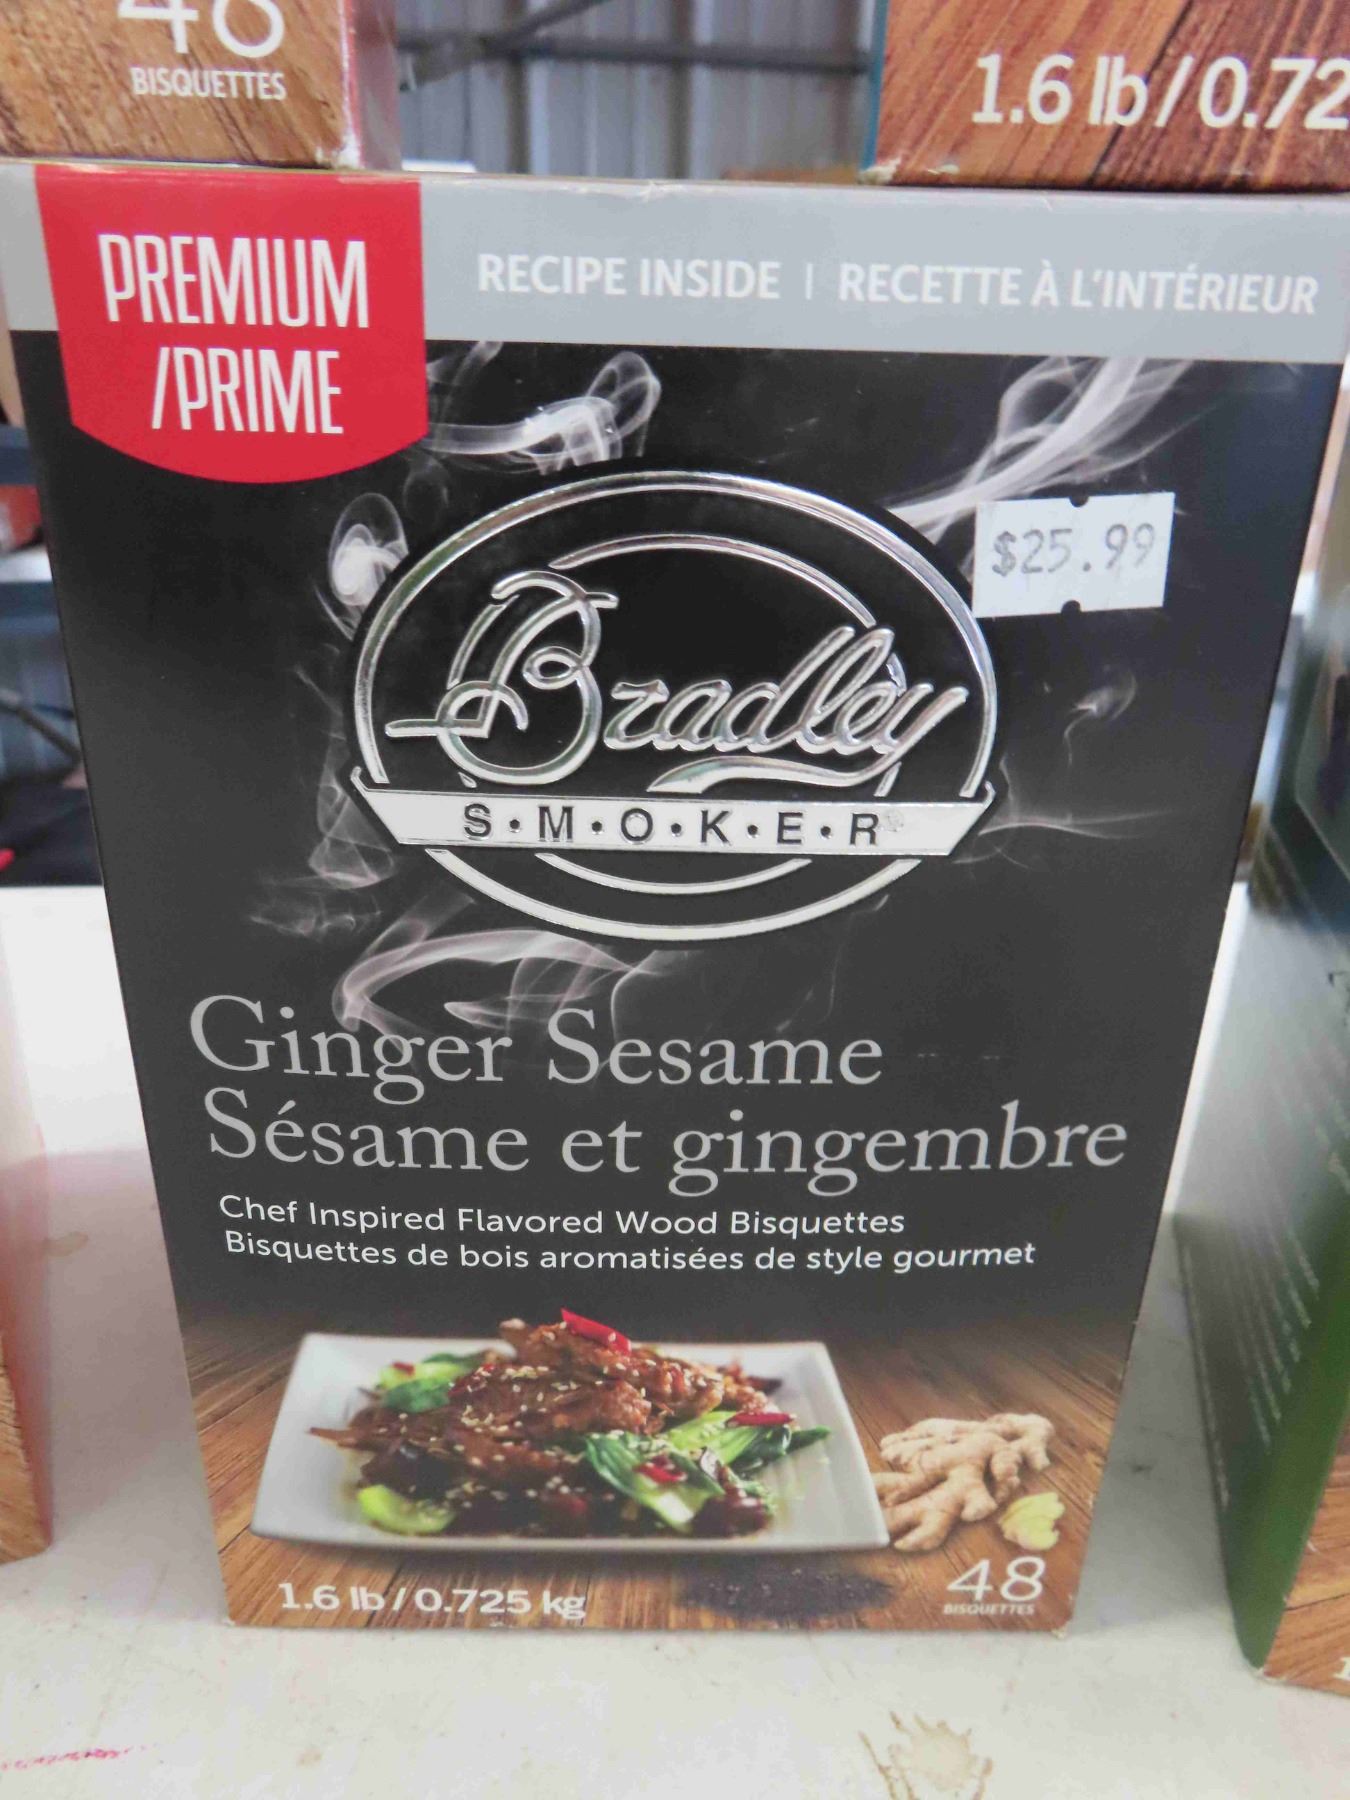 48
BISQUETTES
1.6 lb / 0.72
PREMIUM
/PRIME
RECIPE INSIDE | RECETTE À L'INTÉRIEUR
$25.99
Bradley
S•M•O•K•E•R
Ginger Sesame
Sésame et gingembre
Chef Inspired Flavored Wood Bisquettes
Bisquettes de bois aromatisées de style gourmet
1.6 lb / 0.725 kg
48
BISQUETTES